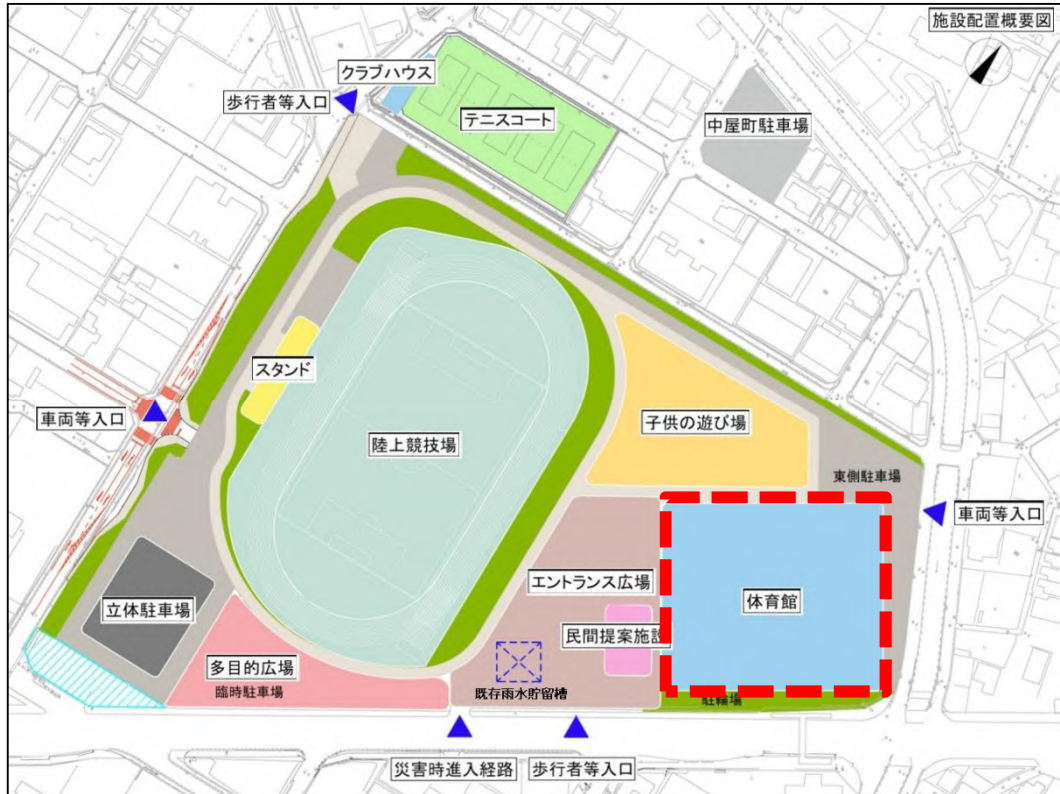 施設配置概要図
クラブハウス
歩行者等入口
テニスコート
中屋町駐車場
スタンド
車両等入口
陸上競技場
子供の遊び場
東側駐車場
車両等入口
エントランス広場
体育館
立体駐車場
民間提案施設
多目的広場
臨時駐車場
既存雨水貯留槽
駐輪場
災害時進入経路
歩行者等入口